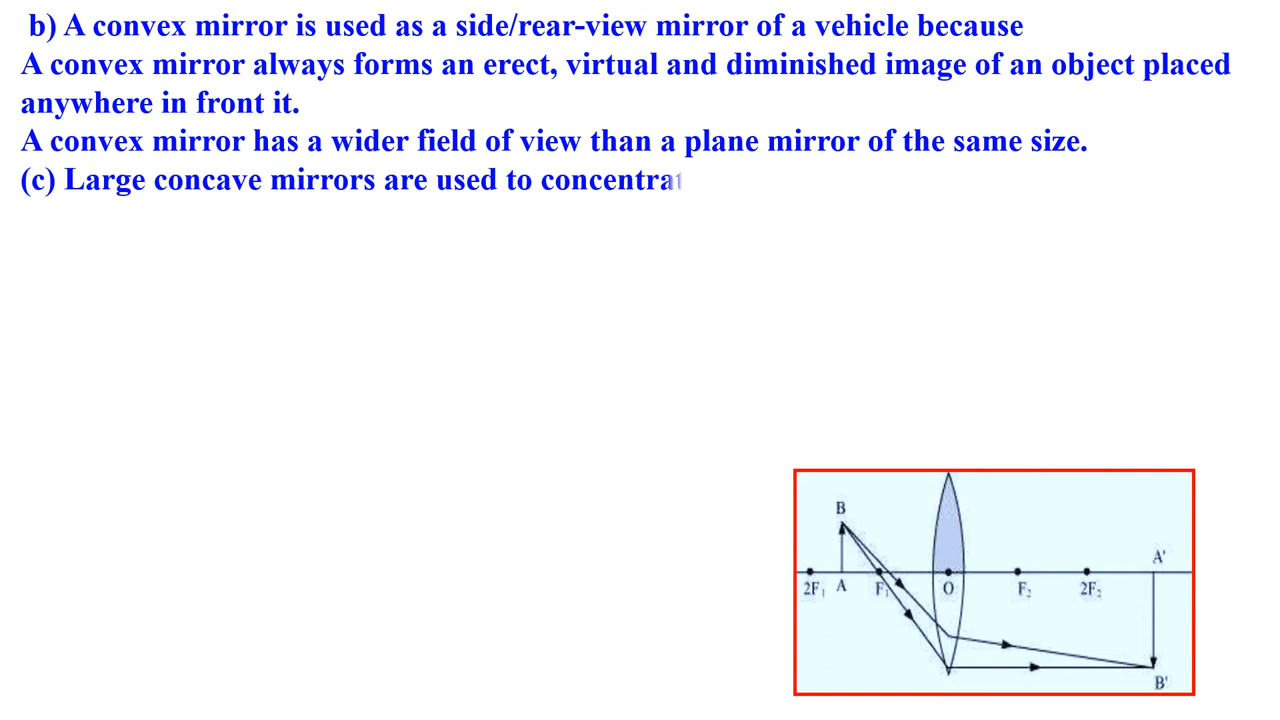 b) A convex mirror is used as a side/rear-view mirror of a vehicle because
A convex mirror always forms an erect, virtual and diminished image of an object placed
anywhere in front it.
A convex mirror has a wider field of view than a plane mirror of the same size.
(c) Large concave mirrors are used to concentrat
B
A'
2F₁ A F₁ O F₂ 2F₂
B'